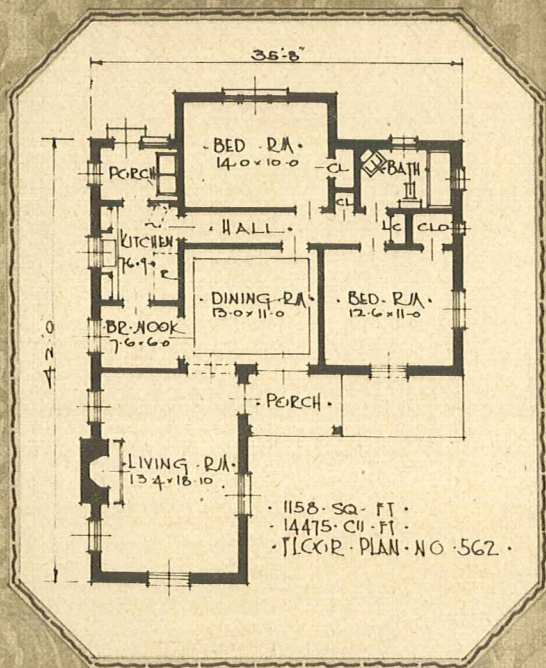 35'-8"
BED RM
14-0 x 10-0
CL
BATH
PORCH
CL
HALL
LC
CLO
KITCHEN
7-6 · 9-
R
DINING RM
13-0 x 11-0
BED RM
12-6 x 11-0
BR. NOOK
7-6 x 6-0
42-0
PORCH
LIVING RM
13-4 x 18-10
1158 · SQ · FT ·
14475 · CU · FT ·
FLOOR · PLAN · NO · 562 ·